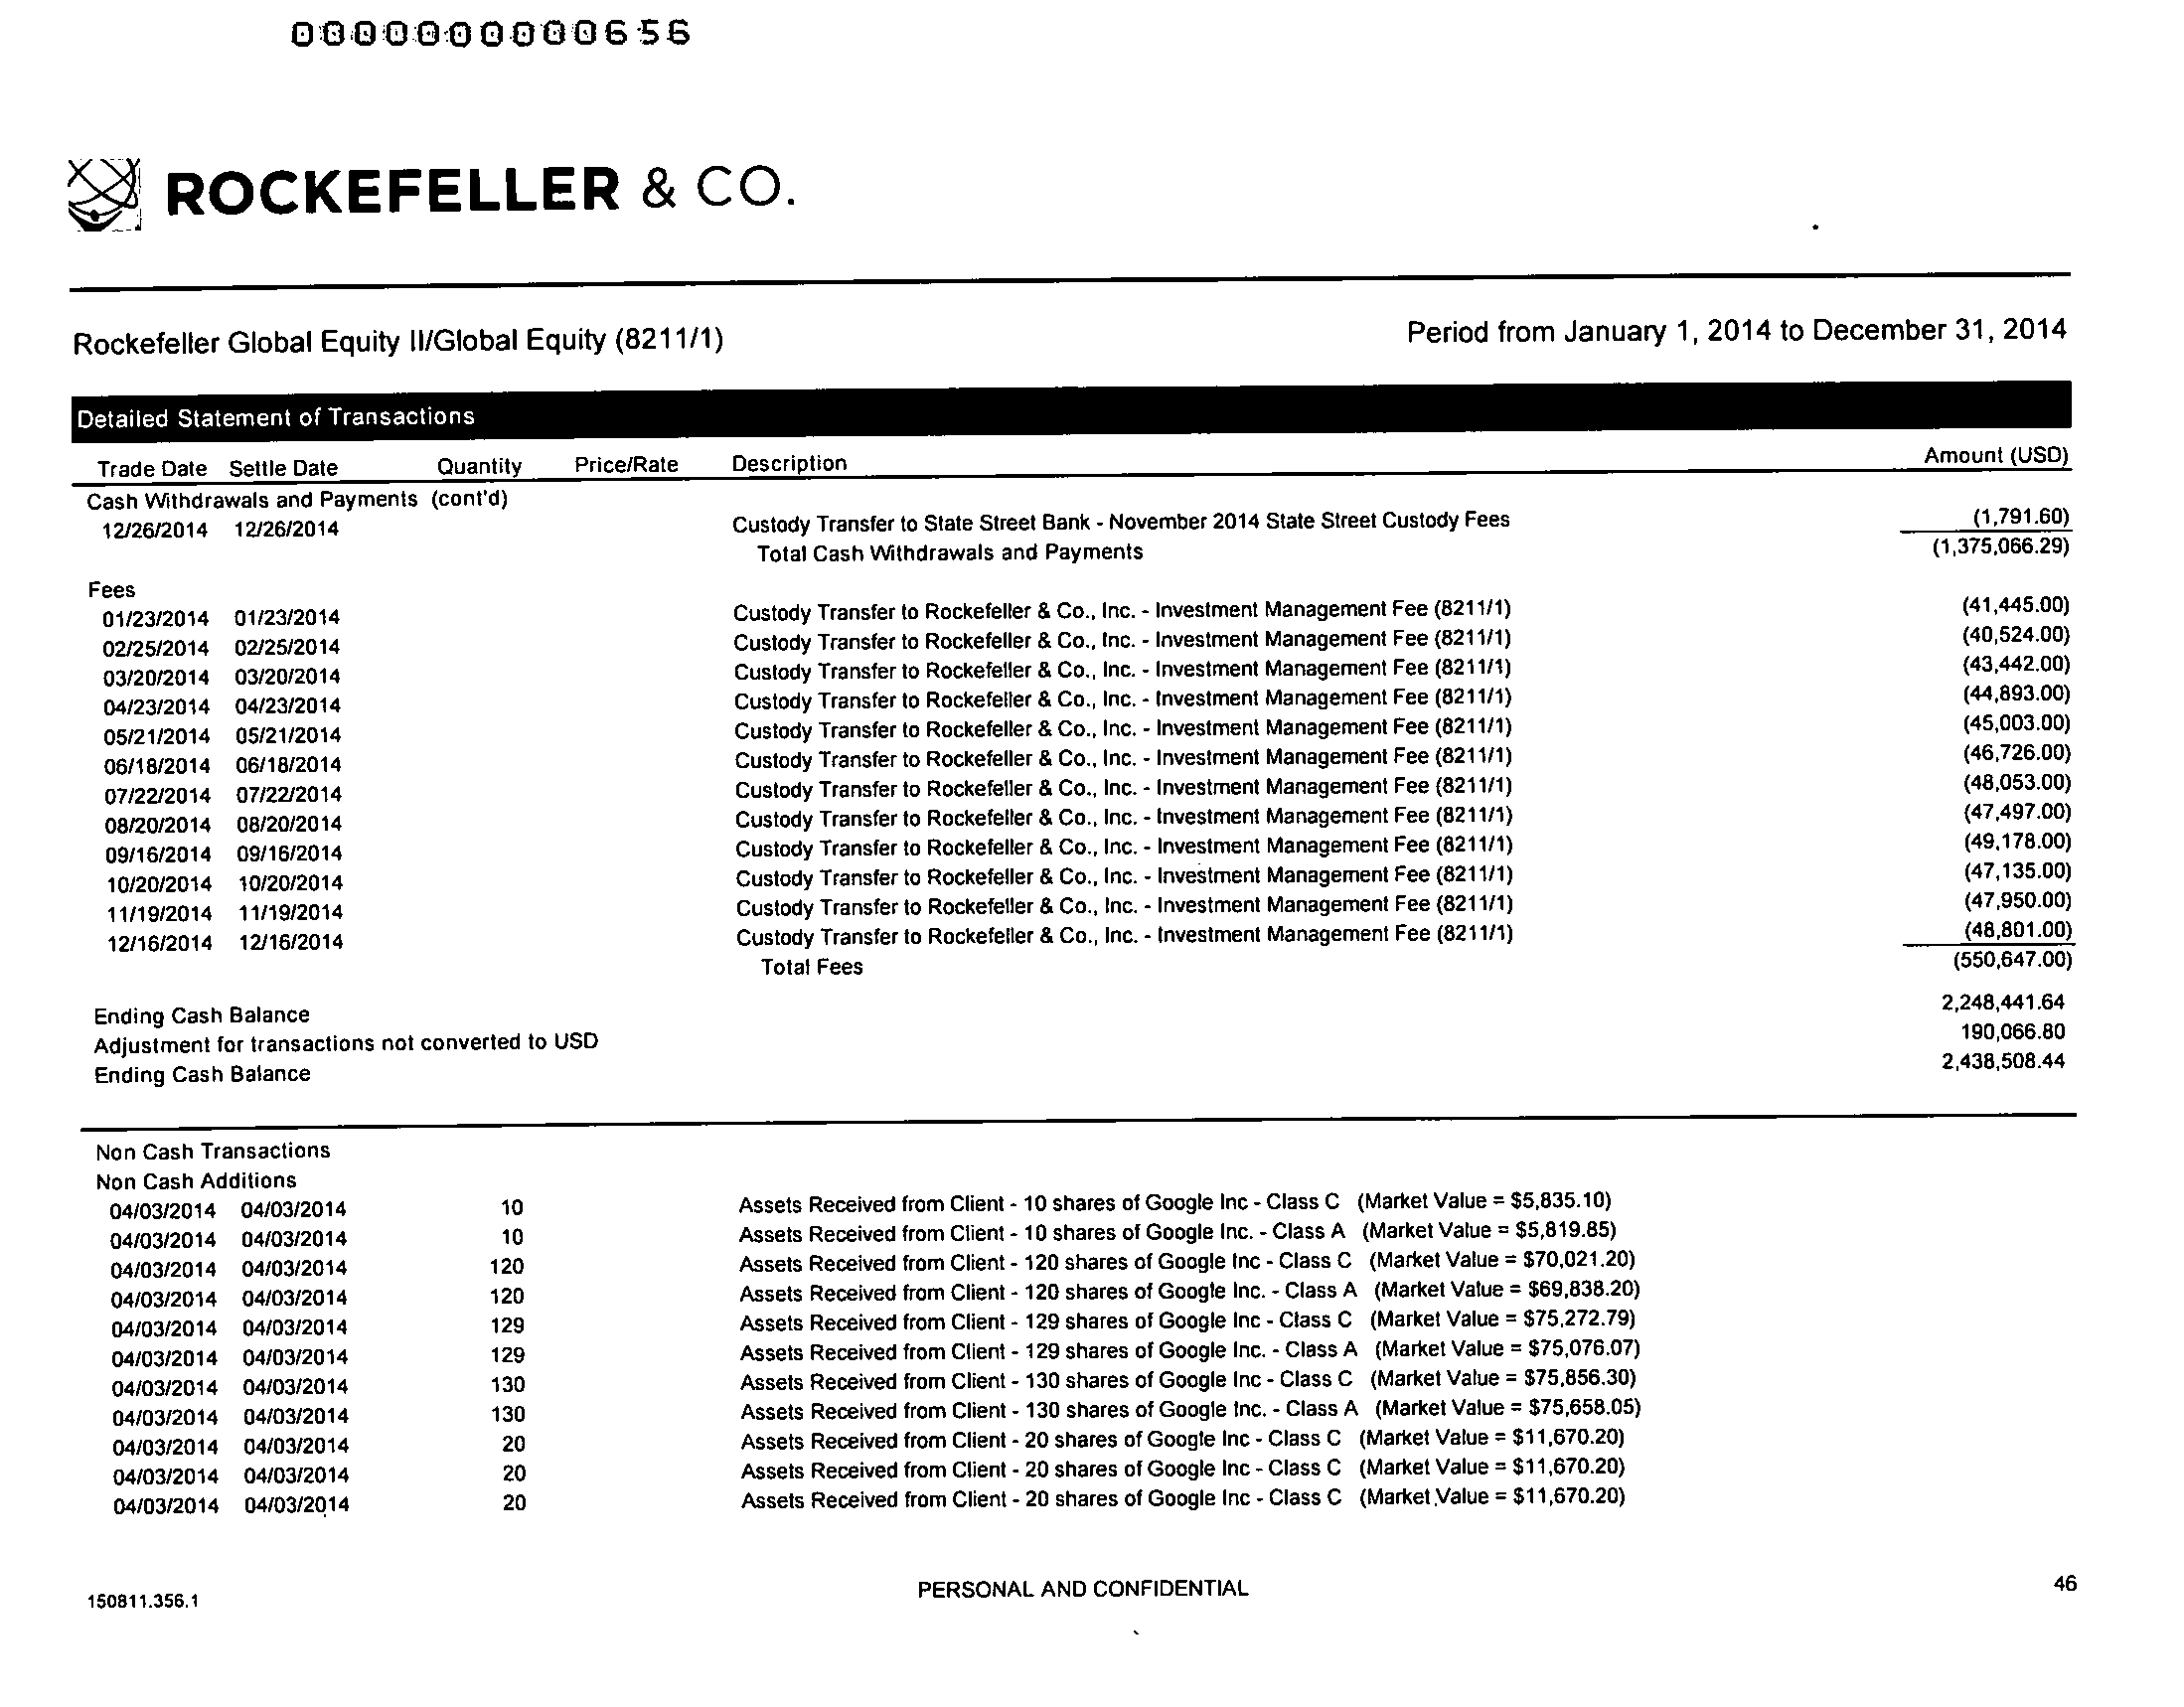 0000000000656
ROCKEFELLER & CO.
Rockefeller Global Equity II/Global Equity (8211/1) Period from January 1, 2014 to December 31, 2014
Detailed Statement of Transactions
Trade Date Settle Date Quantity Price/Rate Description Amount (USD)
Cash Withdrawals and Payments (cont'd)
12/26/2014 12/26/2014 Custody Transfer to State Street Bank - November 2014 State Street Custody Fees (1,791.60)
Total Cash Withdrawals and Payments (1,375,066.29)
Fees
01/23/2014 01/23/2014 Custody Transfer to Rockefeller & Co., Inc. - Investment Management Fee (8211/1) (41,445.00)
02/25/2014 02/25/2014 Custody Transfer to Rockefeller & Co., Inc. - Investment Management Fee (8211/1) (40,524.00)
03/20/2014 03/20/2014 Custody Transfer to Rockefeller & Co., Inc. - Investment Management Fee (8211/1) (43,442.00)
04/23/2014 04/23/2014 Custody Transfer to Rockefeller & Co., Inc. - Investment Management Fee (8211/1) (44,893.00)
05/21/2014 05/21/2014 Custody Transfer to Rockefeller & Co., Inc. - Investment Management Fee (8211/1) (45,003.00)
06/18/2014 06/18/2014 Custody Transfer to Rockefeller & Co., Inc. - Investment Management Fee (8211/1) (46,726.00)
07/22/2014 07/22/2014 Custody Transfer to Rockefeller & Co., Inc. - Investment Management Fee (8211/1) (48,053.00)
08/20/2014 08/20/2014 Custody Transfer to Rockefeller & Co., Inc. - Investment Management Fee (8211/1) (47,497.00)
09/16/2014 09/16/2014 Custody Transfer to Rockefeller & Co., Inc. - Investment Management Fee (8211/1) (49,178.00)
10/20/2014 10/20/2014 Custody Transfer to Rockefeller & Co., Inc. - Investment Management Fee (8211/1) (47,135.00)
11/19/2014 11/19/2014 Custody Transfer to Rockefeller & Co., Inc. - Investment Management Fee (8211/1) (47,950.00)
12/16/2014 12/16/2014 Custody Transfer to Rockefeller & Co., Inc. - Investment Management Fee (8211/1) (48,801.00)
Total Fees (550,647.00)
Ending Cash Balance 2,248,441.64
Adjustment for transactions not converted to USD 190,066.80
Ending Cash Balance 2,438,508.44
Non Cash Transactions
Non Cash Additions
04/03/2014 04/03/2014 10 Assets Received from Client - 10 shares of Google Inc - Class C (Market Value = $5,835.10)
04/03/2014 04/03/2014 10 Assets Received from Client - 10 shares of Google Inc. - Class A (Market Value = $5,819.85)
04/03/2014 04/03/2014 120 Assets Received from Client - 120 shares of Google Inc - Class C (Market Value = $70,021.20)
04/03/2014 04/03/2014 120 Assets Received from Client - 120 shares of Google Inc. - Class A (Market Value = $69,838.20)
04/03/2014 04/03/2014 129 Assets Received from Client - 129 shares of Google Inc - Class C (Market Value = $75,272.79)
04/03/2014 04/03/2014 129 Assets Received from Client - 129 shares of Google Inc. - Class A (Market Value = $75,076.07)
04/03/2014 04/03/2014 130 Assets Received from Client - 130 shares of Google Inc - Class C (Market Value = $75,856.30)
04/03/2014 04/03/2014 130 Assets Received from Client - 130 shares of Google Inc. - Class A (Market Value = $75,658.05)
04/03/2014 04/03/2014 20 Assets Received from Client - 20 shares of Google Inc - Class C (Market Value = $11,670.20)
04/03/2014 04/03/2014 20 Assets Received from Client - 20 shares of Google Inc - Class C (Market Value = $11,670.20)
04/03/2014 04/03/2014 20 Assets Received from Client - 20 shares of Google Inc - Class C (Market Value = $11,670.20)
150811.356.1 PERSONAL AND CONFIDENTIAL 46